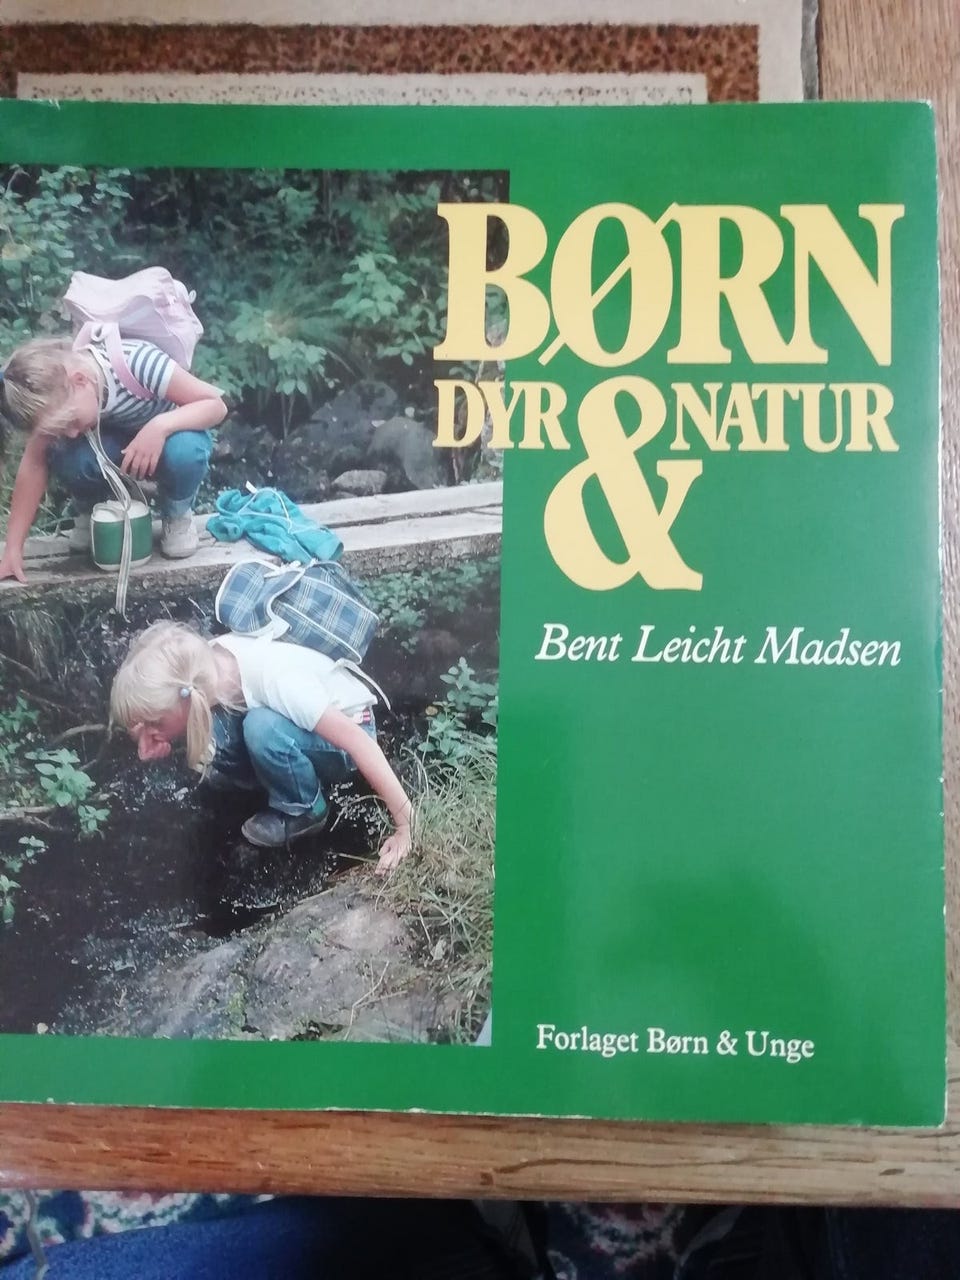 BØRN
DYR & NATUR
Bent Leicht Madsen
Forlaget Børn & Unge